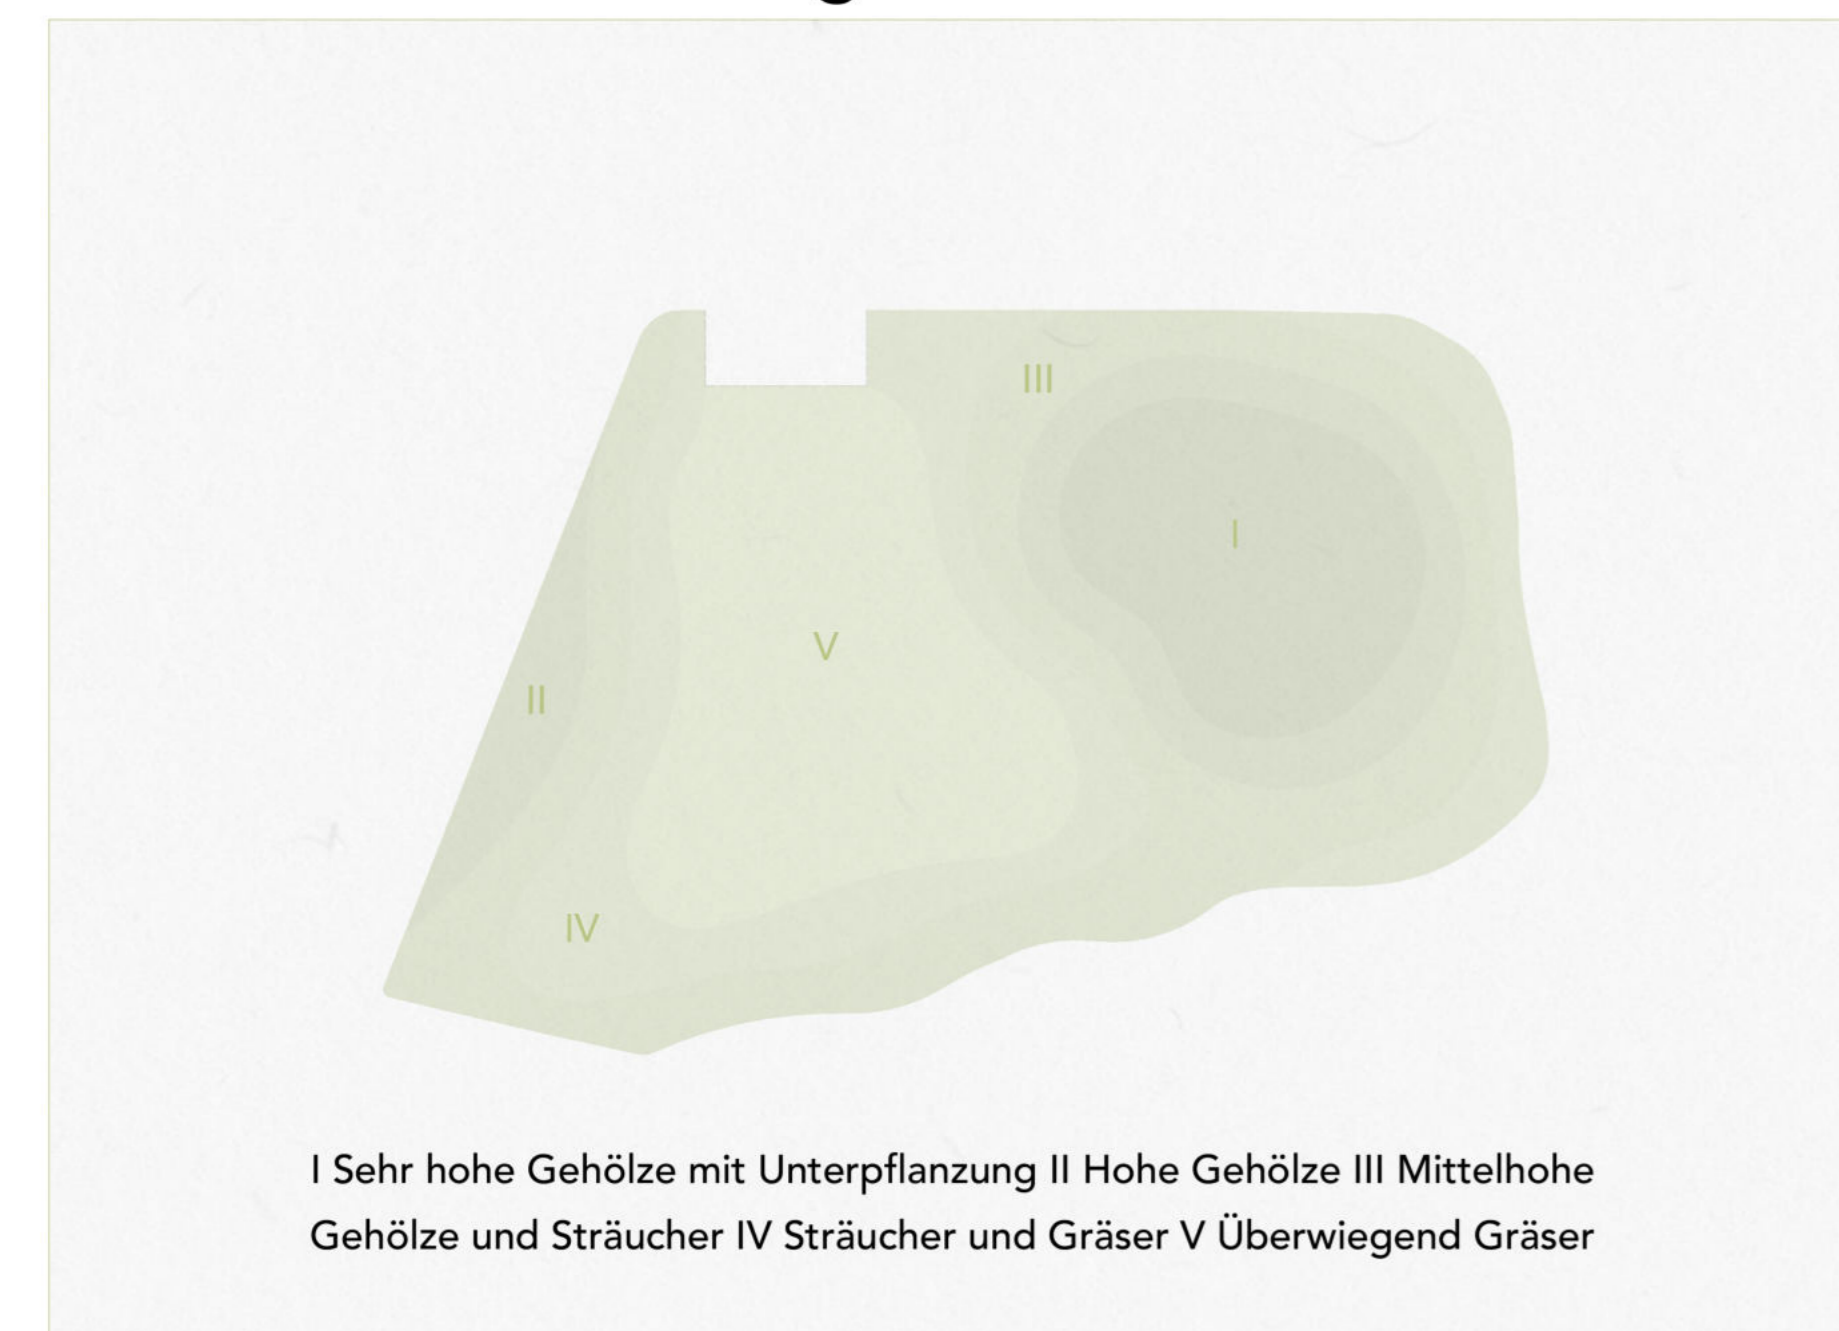 III
I
V
II
IV
I Sehr hohe Gehölze mit Unterpflanzung II Hohe Gehölze III Mittelhohe
Gehölze und Sträucher IV Sträucher und Gräser V Überwiegend Gräser